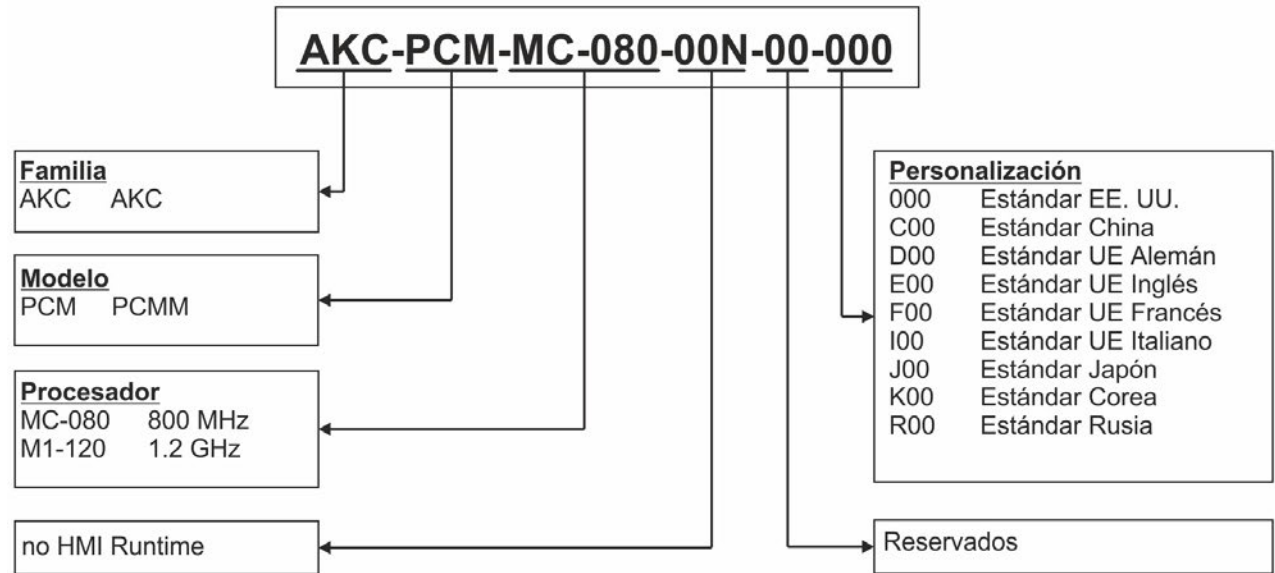 AKC-PCM-MC-080-00N-00-000
Familia
AKC AKC
Modelo
PCM PCMM
Procesador
MC-080 800 MHz
M1-120 1.2 GHz
no HMI Runtime
Personalización
000 Estándar EE. UU.
C00 Estándar China
D00 Estándar UE Alemán
E00 Estándar UE Inglés
F00 Estándar UE Francés
I00 Estándar UE Italiano
J00 Estándar Japón
K00 Estándar Corea
R00 Estándar Rusia
Reservados